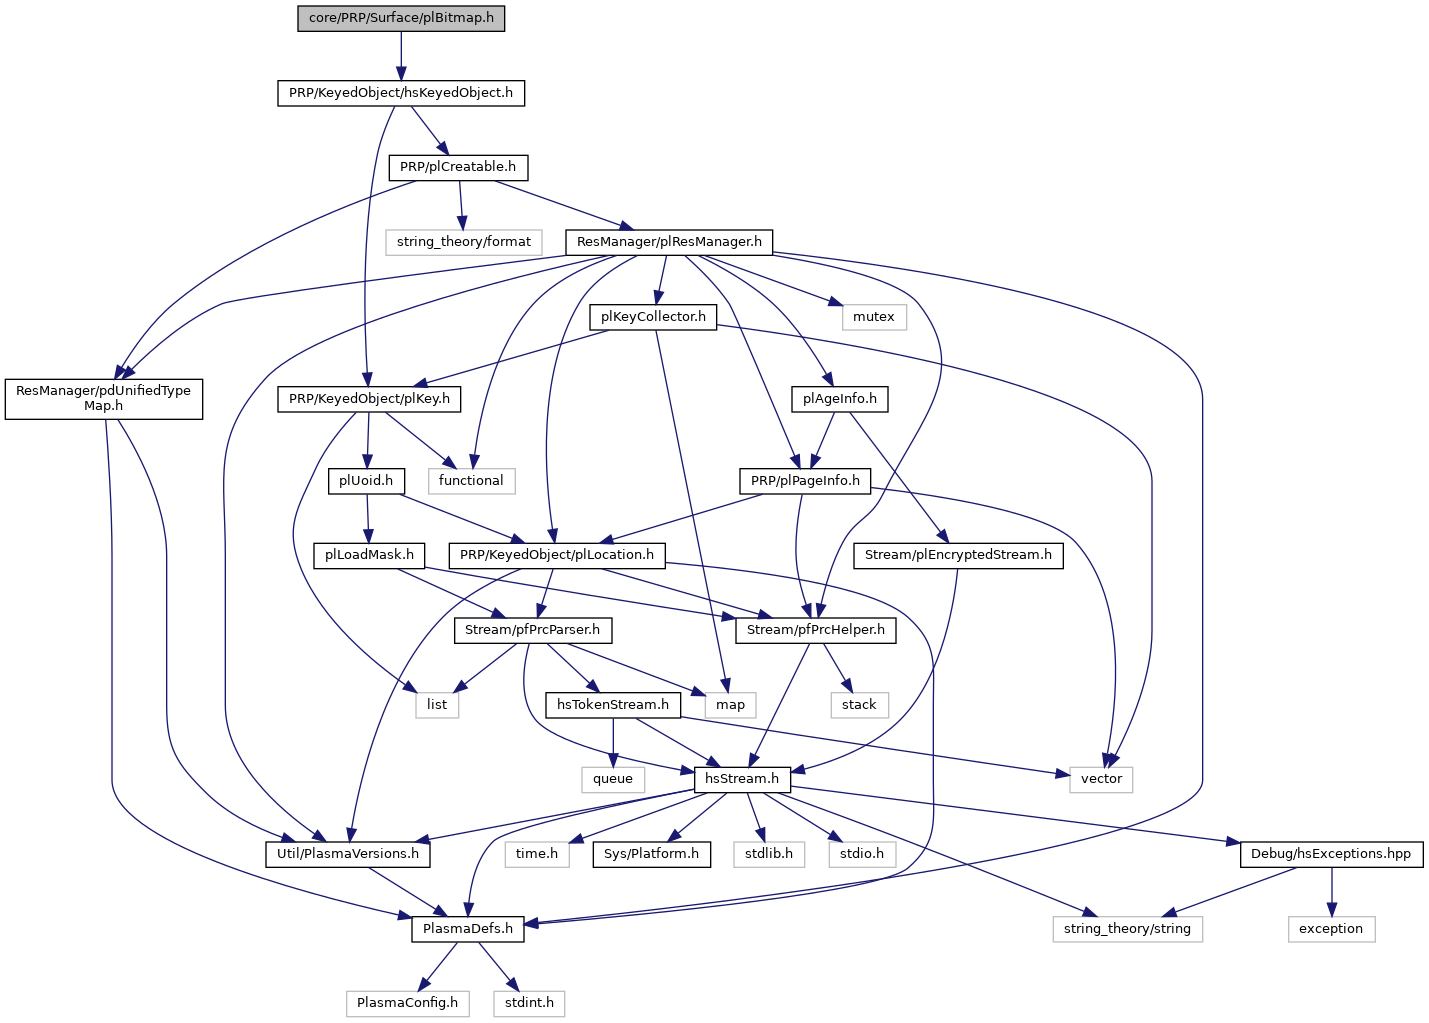 core/PRP/Surface/plBitmap.h
PRP/KeyedObject/hsKeyedObject.h
PRP/plCreatable.h
string_theory/format
ResManager/plResManager.h
plKeyCollector.h
mutex
ResManager/pdUnifiedType
Map.h
PRP/KeyedObject/plKey.h
plAgeInfo.h
plUoid.h
functional
PRP/plPageInfo.h
plLoadMask.h
PRP/KeyedObject/plLocation.h
Stream/plEncryptedStream.h
Stream/pfPrcParser.h
Stream/pfPrcHelper.h
list
hsTokenStream.h
map
stack
queue
hsStream.h
vector
Util/PlasmaVersions.h
time.h
Sys/Platform.h
stdlib.h
stdio.h
Debug/hsExceptions.hpp
PlasmaDefs.h
string_theory/string
exception
PlasmaConfig.h
stdint.h